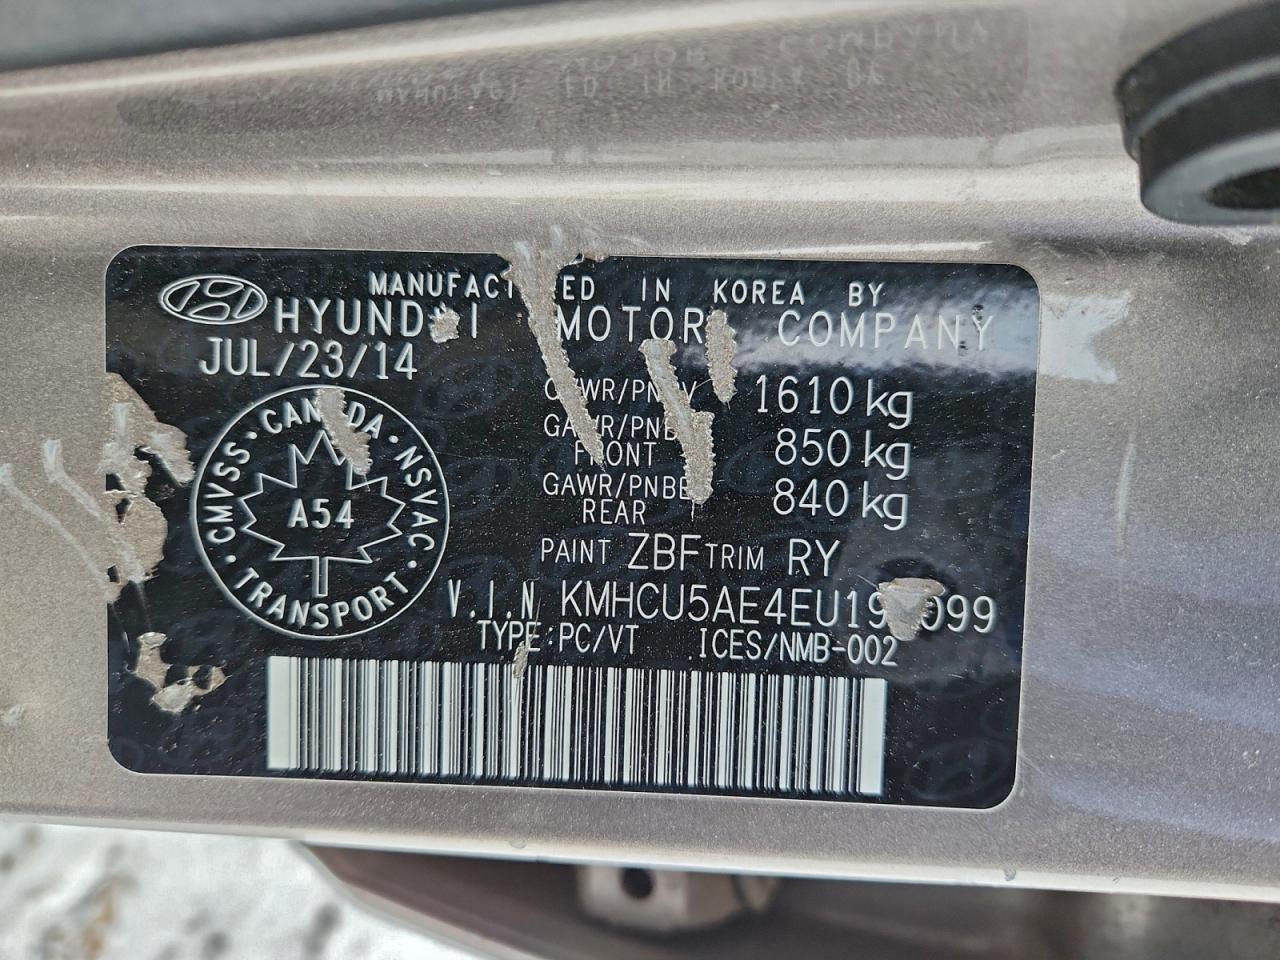 MANUFACTURED IN KOREA BY
HYUNDAI MOTOR COMPANY
JUL/23/14
GVWR/PNBV 1610 kg
GAWR/PNBE FRONT 850 kg
GAWR/PNBE REAR 840 kg
CANADA · NSVAC · TRANSPORT · CMVSS ·
A54
PAINT ZBF TRIM RY
V.I.N
TYPE: PC/VT ICES/NMB-002